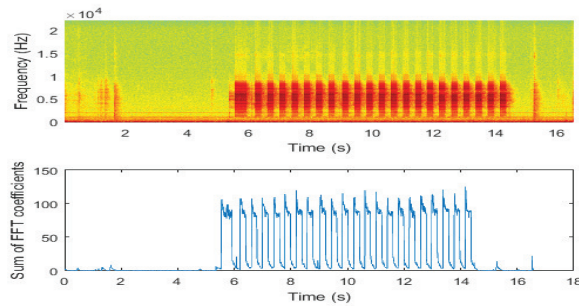 × 10⁴
2
1.5
1
0.5
0
Frequency (Hz)
2 4 6 8 10 12 14 16
Time (s)
150
100
50
0
Sum of FFT coefficients
0 2 4 6 8 10 12 14 16 18
Time (s)